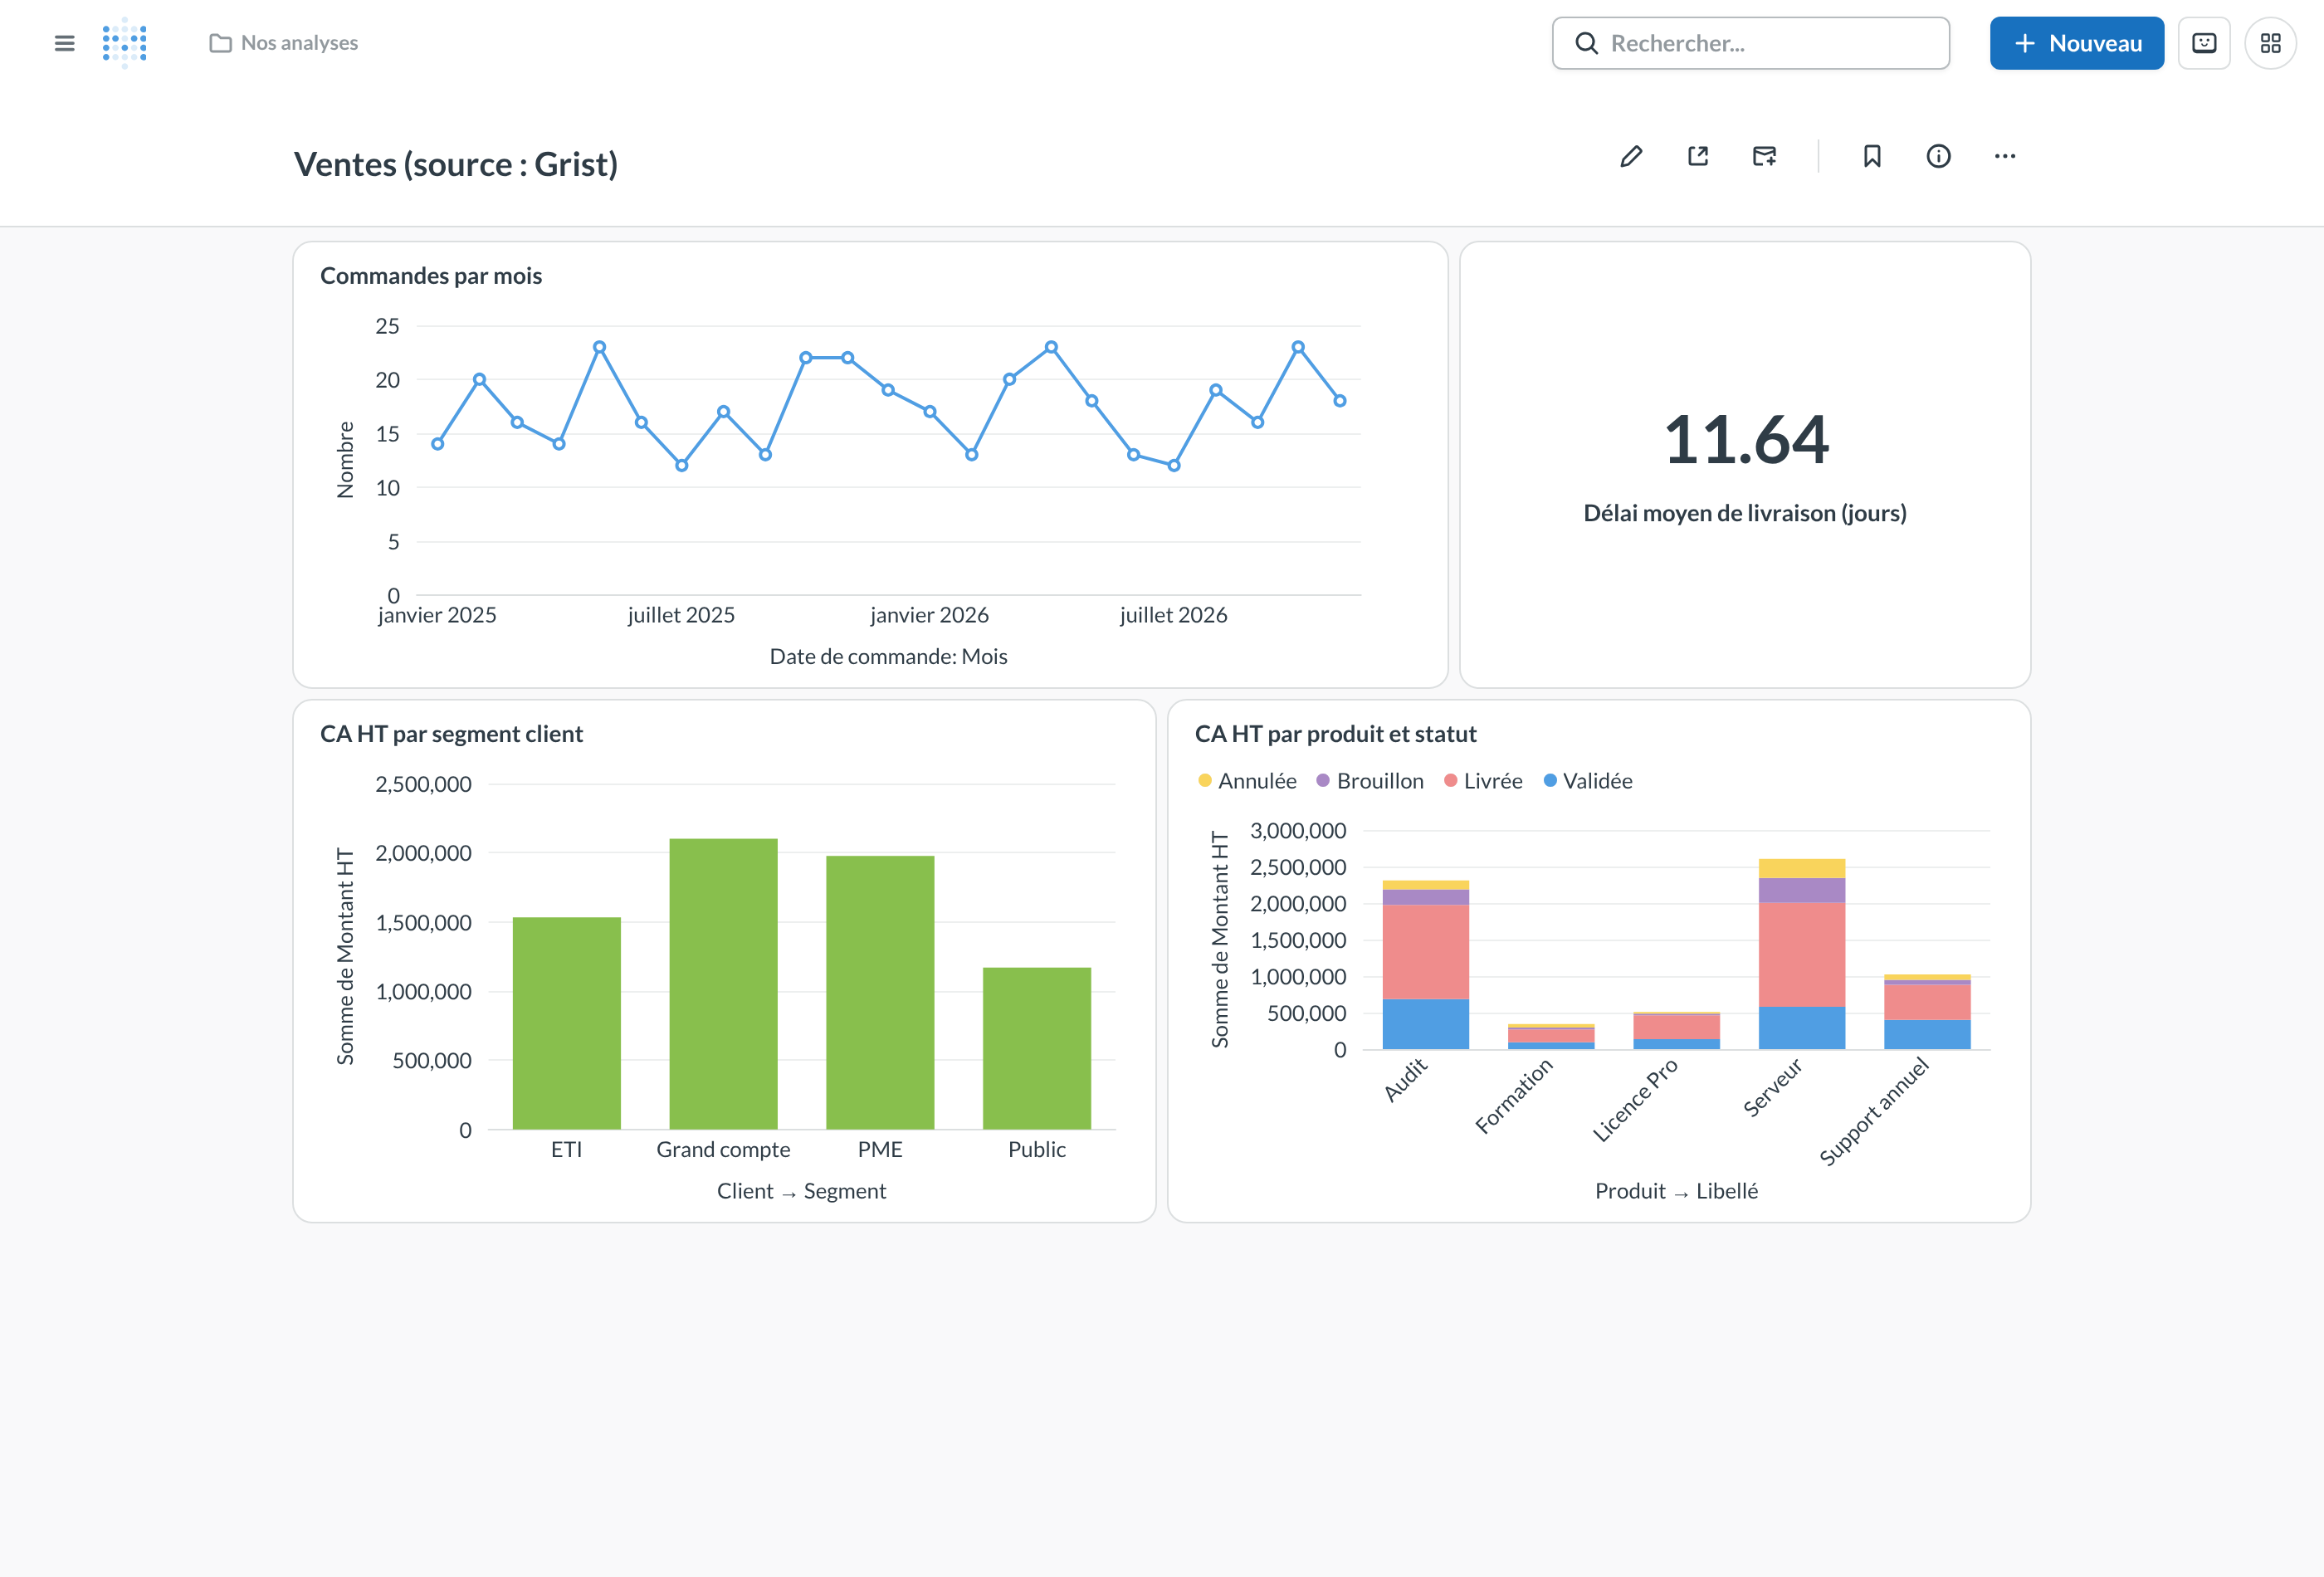 Nos analyses
Rechercher...
Nouveau
Ventes (source : Grist)
Commandes par mois
25
20
15
10
5
0
Nombre
janvier 2025
juillet 2025
janvier 2026
juillet 2026
Date de commande: Mois
11.64
Délai moyen de livraison (jours)
CA HT par segment client
2,500,000
2,000,000
1,500,000
1,000,000
500,000
0
Somme de Montant HT
ETI
Grand compte
PME
Public
Client → Segment
CA HT par produit et statut
Annulée
Brouillon
Livrée
Validée
3,000,000
2,500,000
2,000,000
1,500,000
1,000,000
500,000
0
Somme de Montant HT
Audit
Formation
Licence Pro
Serveur
Support annuel
Produit → Libellé